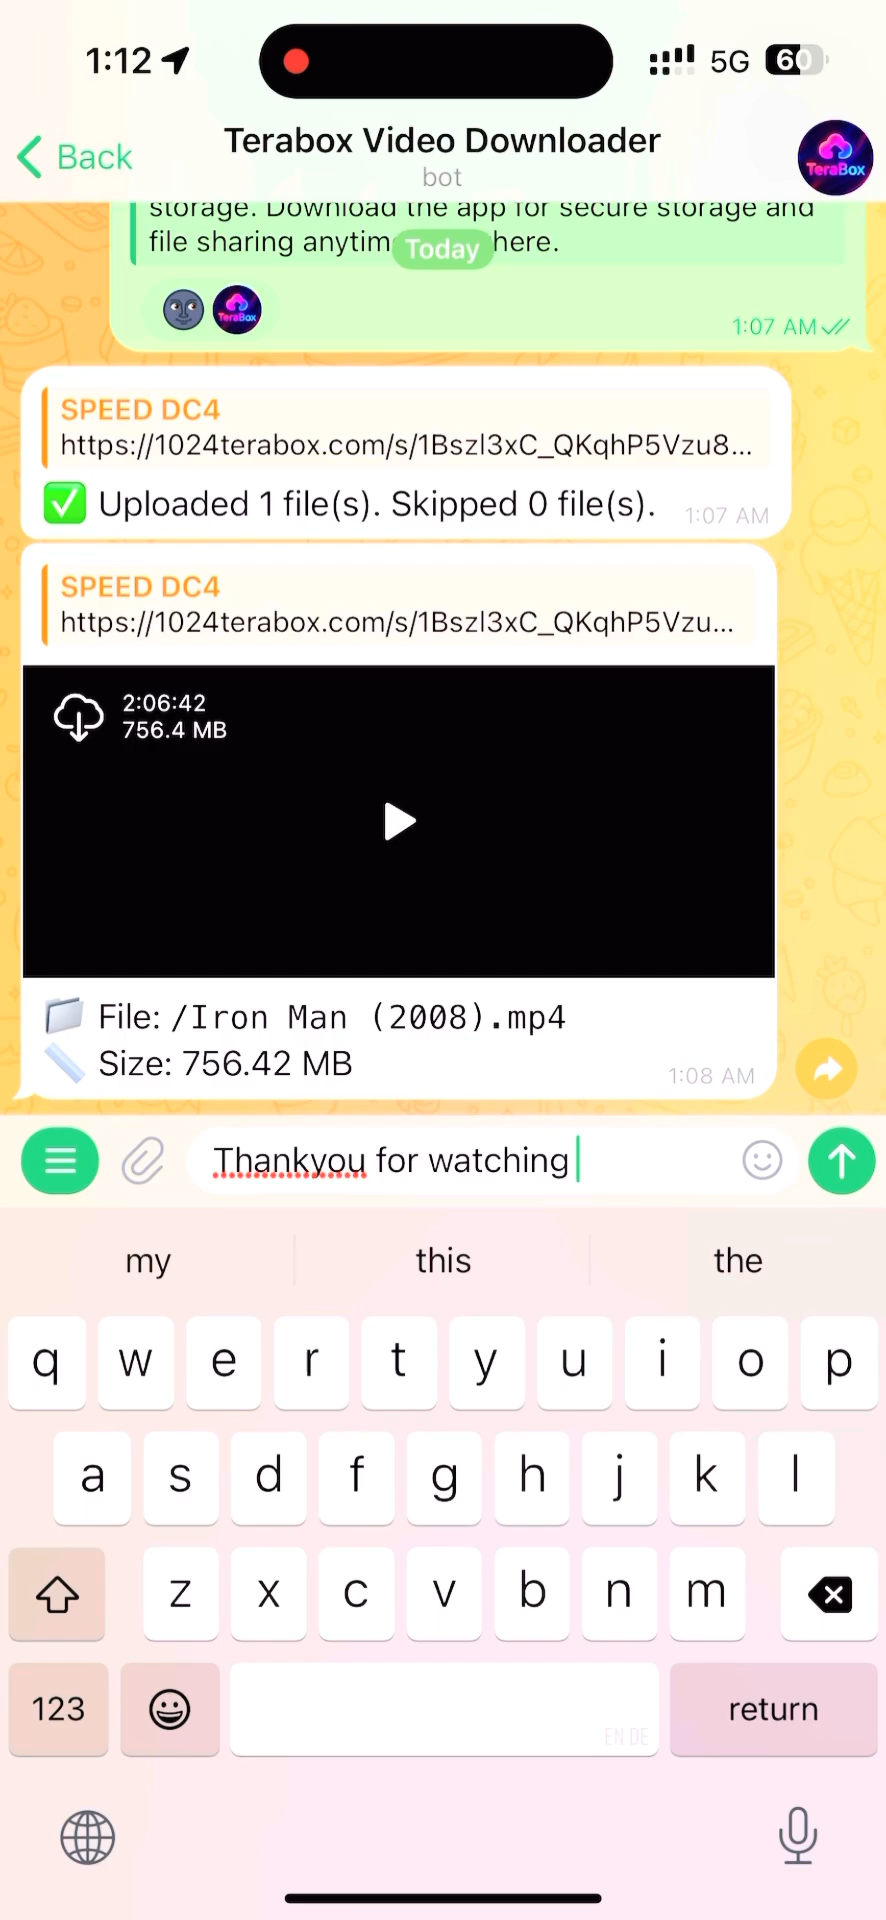 1:12
5G
60
Back
Terabox Video Downloader
bot
TeraBox
storage. Download the app for secure storage and
file sharing anytim
here.
Today
TeraBox
1:07 AM
SPEED DC4
https://1024terabox.com/s/1Bszl3xC_QKqhP5Vzu8...
✅ Uploaded 1 file(s). Skipped 0 file(s).
1:07 AM
SPEED DC4
https://1024terabox.com/s/1Bszl3xC_QKqhP5Vzu...
2:06:42
756.4 MB
File: /Iron Man (2008).mp4
Size: 756.42 MB
1:08 AM
Thankyou for watching
my this the
q w e r t y u i o p
a s d f g h j k l
z x c v b n m
123
EN DE
return